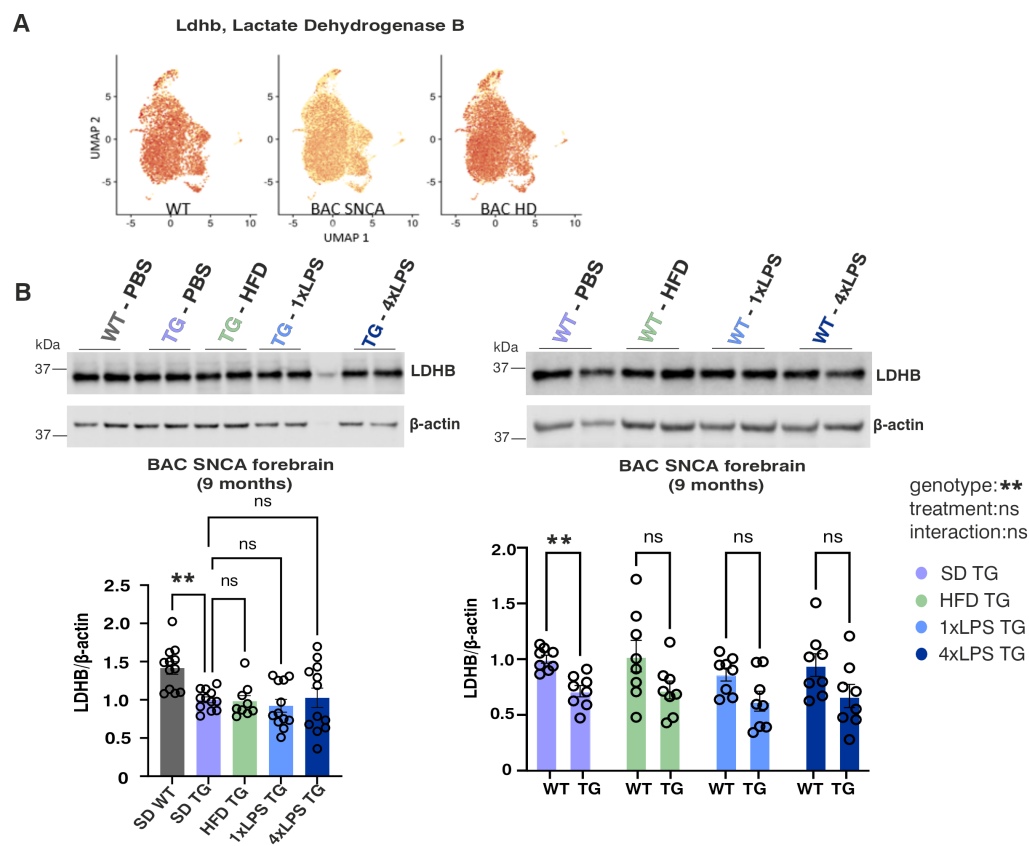 A
Ldhb, Lactate Dehydrogenase B
UMAP 2
5
0
-5
5
0
-5
5
0
-5
WT
BAC SNCA
BAC HD
-5 0 5 10
-5 0 5 10
-5 0 5 10
UMAP 1
B
WT - PBS
TG - PBS
TG - HFD
TG - 1xLPS
TG - 4xLPS
kDa
37
LDHB
37
β-actin
BAC SNCA forebrain
(9 months)
WT - PBS
WT - HFD
WT - 1xLPS
WT - 4xLPS
kDa
37
LDHB
37
β-actin
BAC SNCA forebrain
(9 months)
ns
ns
ns
**
LDHB/β-actin
2.5
2.0
1.5
1.0
0.5
0
SD WT
SD TG
HFD TG
1xLPS TG
4xLPS TG
** ns ns ns
LDHB/β-actin
2.0
1.5
1.0
0.5
0
WT TG WT TG WT TG WT TG
genotype:**
treatment:ns
interaction:ns
SD TG
HFD TG
1xLPS TG
4xLPS TG